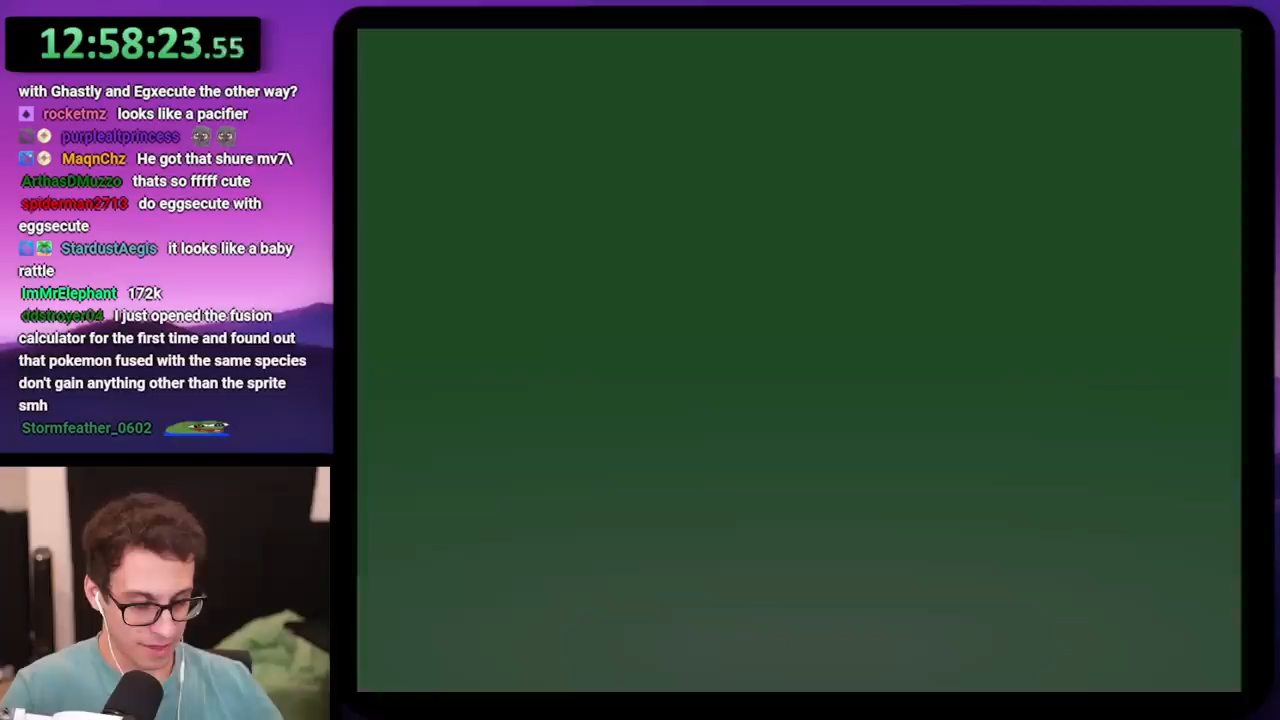 12:58:23.55
with Ghastly and Egxecute the other way?
rocketmz looks like a pacifier
purplealtprincess
MaqnChz He got that shure mv7\
ArthasDMuzzo thats so fffff cute
spiderman2713 do eggsecute with
eggsecute
StardustAegis it looks like a baby
rattle
ImMrElephant 172k
ddstroyer04 I just opened the fusion
calculator for the first time and found out
that pokemon fused with the same species
don't gain anything other than the sprite
smh
Stormfeather_0602